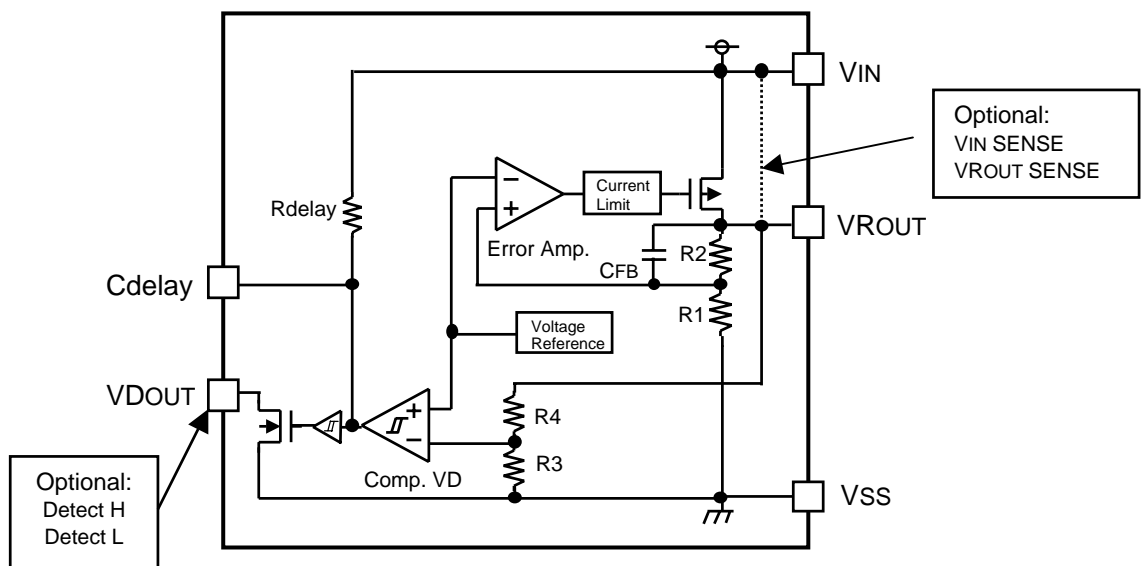 VIN
Optional:
VIN SENSE
VROUT SENSE
Current
Limit
Rdelay
−
+
Error Amp.
R2
VROUT
CFB
Cdelay
R1
Voltage
Reference
VDOUT
+
−
R4
R3
Comp. VD
Optional:
Detect H
Detect L
VSS